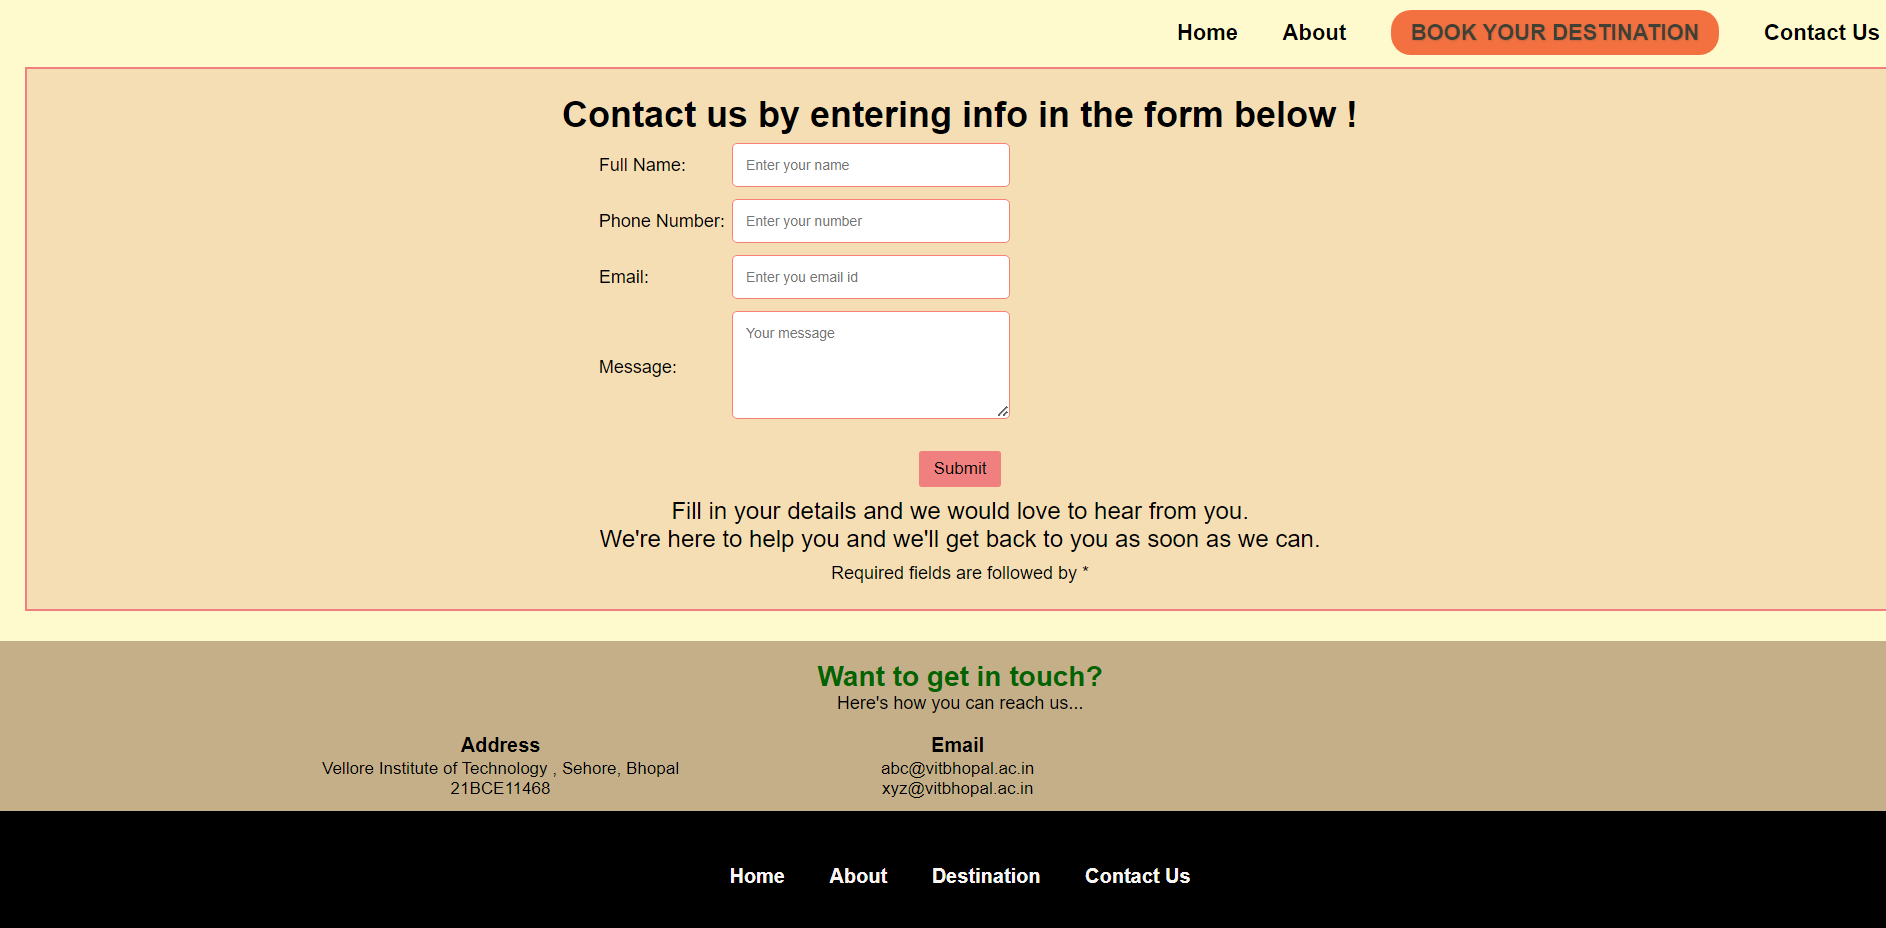 Home About BOOK YOUR DESTINATION Contact Us
Contact us by entering info in the form below !
Full Name: Enter your name
Phone Number: Enter your number
Email: Enter you email id
Message: Your message
Submit
Fill in your details and we would love to hear from you.
We're here to help you and we'll get back to you as soon as we can.
Required fields are followed by *
Want to get in touch?
Here's how you can reach us...
Address
Vellore Institute of Technology , Sehore, Bhopal
21BCE11468
Email
abc@vitbhopal.ac.in
xyz@vitbhopal.ac.in
Home About Destination Contact Us